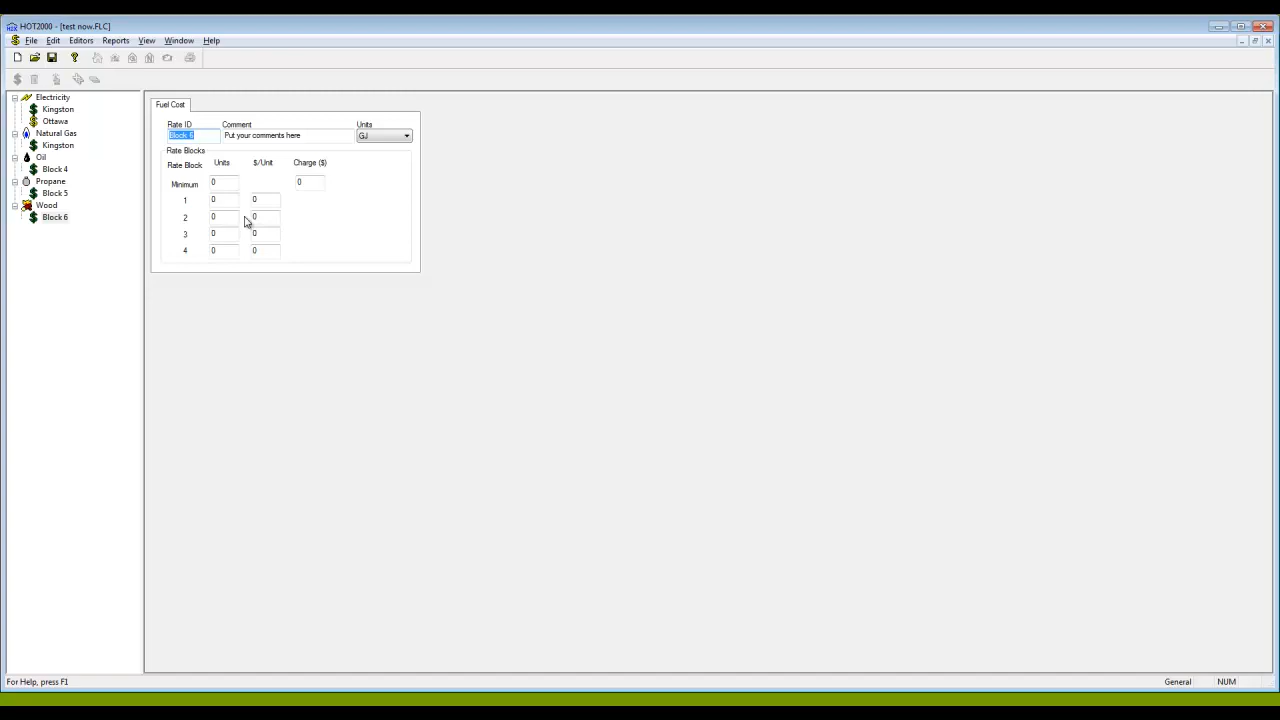 HOT2000 - [test now.FLC]
File Edit Editors Reports View Window Help
Electricity
Kingston
Ottawa
Natural Gas
Kingston
Oil
Block 4
Propane
Block 5
Wood
Block 6
Fuel Cost
Rate ID Comment Units
Block 6 Put your comments here GJ
Rate Blocks
Rate Block Units $/Unit Charge ($)
Minimum 0 0
1 0 0
2 0 0
3 0 0
4 0 0
For Help, press F1 General NUM